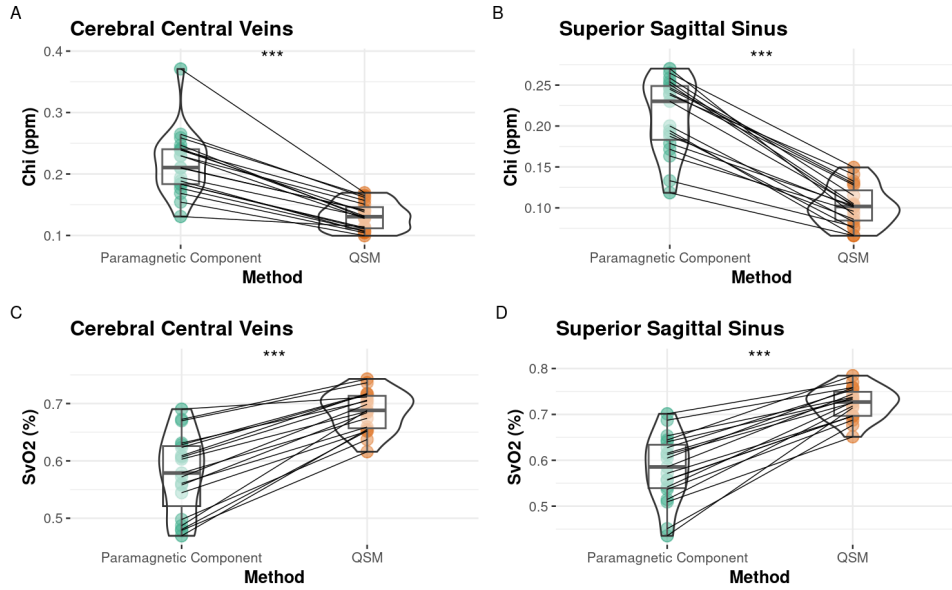 A
Cerebral Central Veins
***
Chi (ppm)
0.4
0.3
0.2
0.1
Paramagnetic Component
QSM
Method
B
Superior Sagittal Sinus
***
Chi (ppm)
0.25
0.20
0.15
0.10
Paramagnetic Component
QSM
Method
C
Cerebral Central Veins
***
SvO2 (%)
0.7
0.6
0.5
Paramagnetic Component
QSM
Method
D
Superior Sagittal Sinus
***
SvO2 (%)
0.8
0.7
0.6
0.5
Paramagnetic Component
QSM
Method